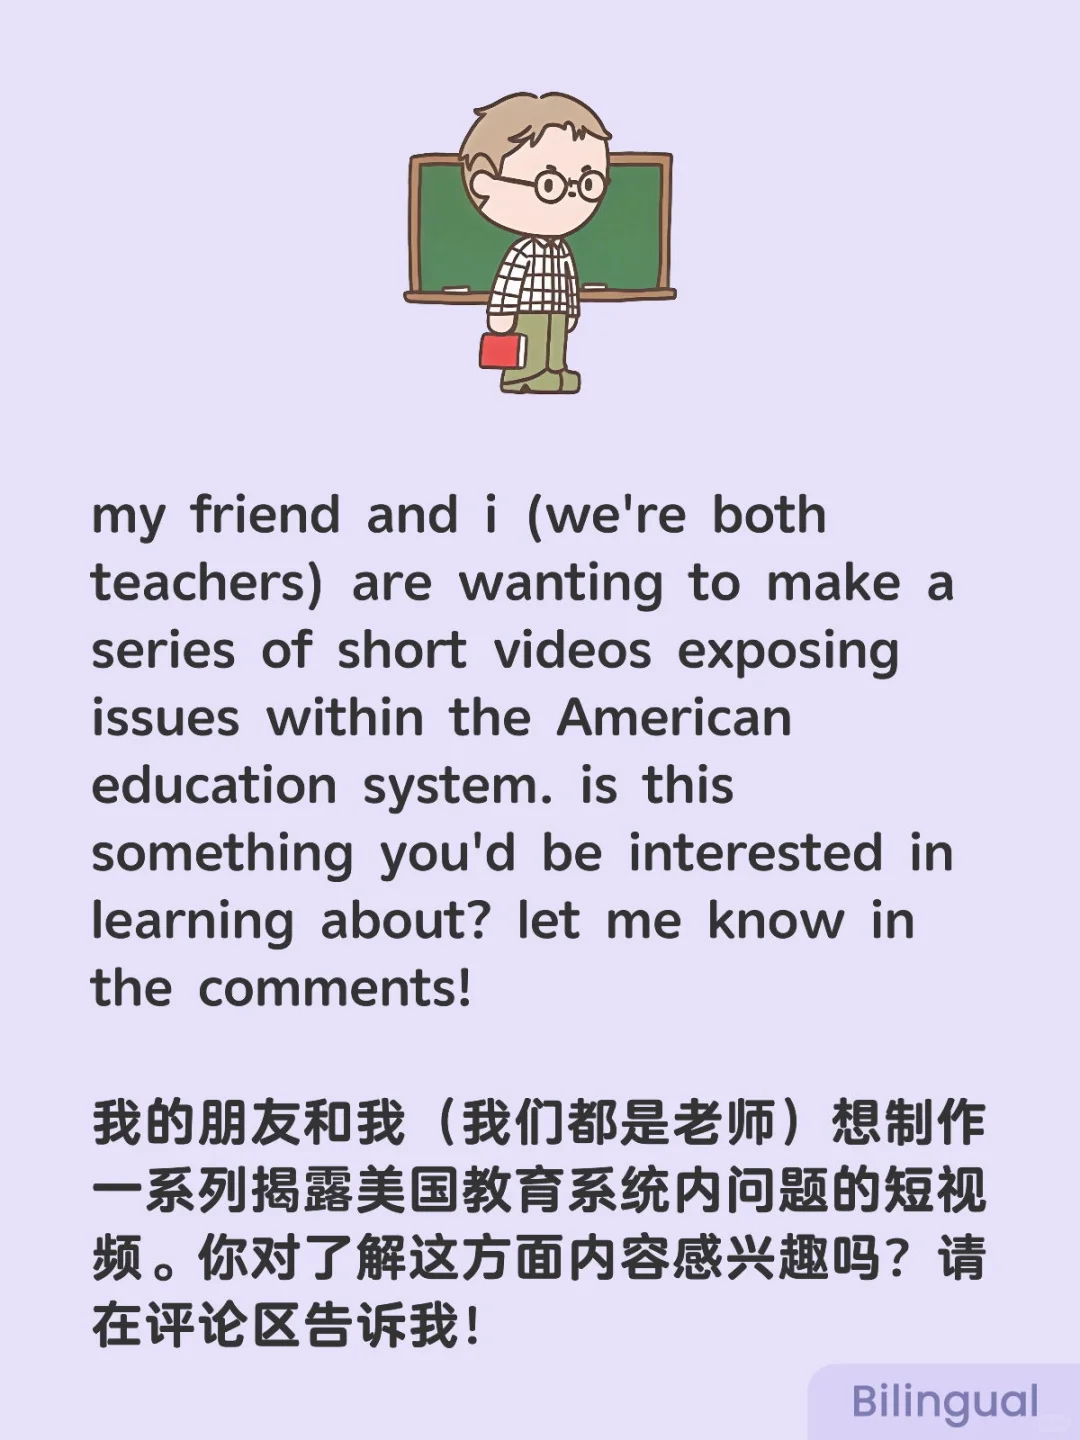 my friend and i (we're both
teachers) are wanting to make a
series of short videos exposing
issues within the American
education system. is this
something you'd be interested in
learning about? let me know in
the comments!
我的朋友和我（我们都是老师）想制作
一系列揭露美国教育系统内问题的短视
频。你对了解这方面内容感兴趣吗？请
在评论区告诉我！
Bilingual